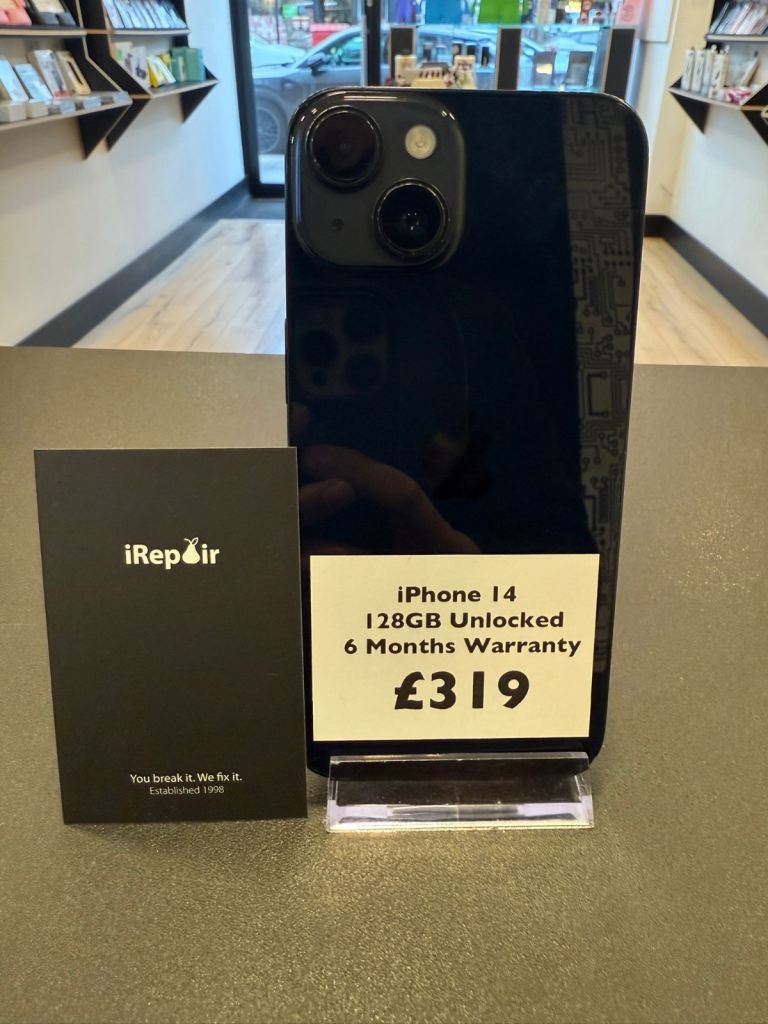 iRepair
You break it. We fix it.
Established 1998
iPhone 14
128GB Unlocked
6 Months Warranty
£319